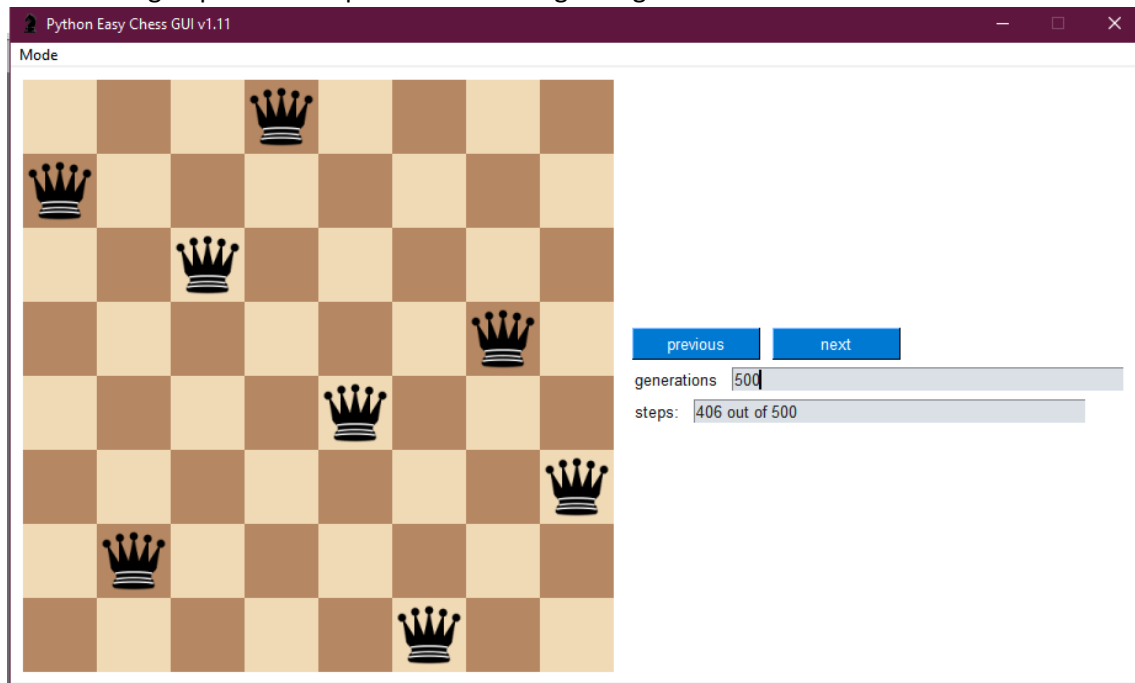 Python Easy Chess GUI v1.11
Mode
previous next
generations 500
steps: 406 out of 500